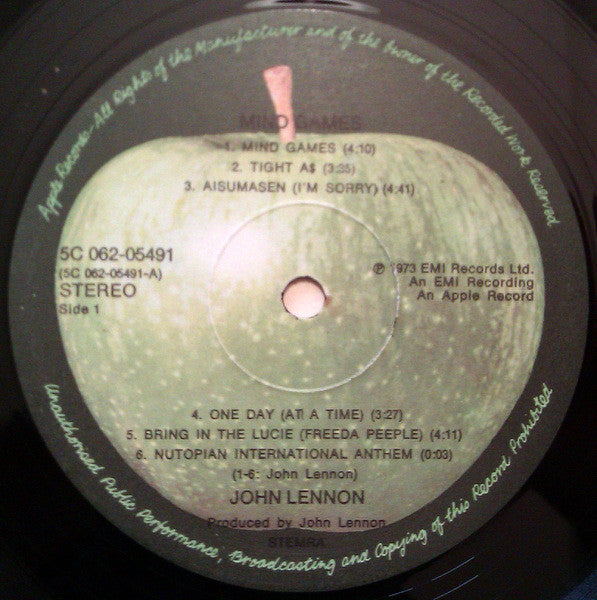 Apple Records–All Rights of the Manufacturer and of the Owner of the Recorded Work Reserved
MIND GAMES
1. MIND GAMES (4:10)
2. TIGHT A$ (3:35)
3. AISUMASEN (I'M SORRY) (4:41)
5C 062-05491
(5C 062-05491-A)
STEREO
Side 1
℗ 1973 EMI Records Ltd.
An EMI Recording
An Apple Record
4. ONE DAY (AT A TIME) (3:27)
5. BRING IN THE LUCIE (FREEDA PEEPLE) (4:11)
6. NUTOPIAN INTERNATIONAL ANTHEM (0:03)
(1-6: John Lennon)
JOHN LENNON
Produced by John Lennon
STEMRA
Unauthorised Public Performance, Broadcasting and Copying of this Record Prohibited